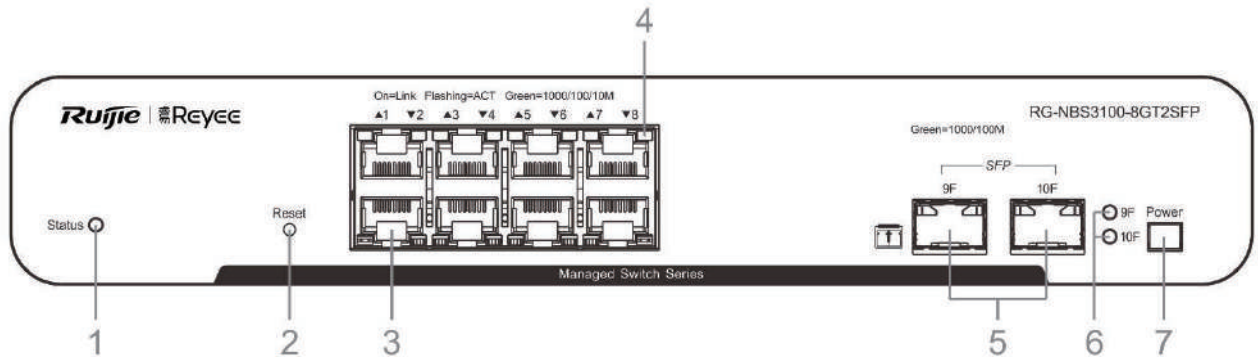 4
On=Link Flashing=ACT Green=1000/100/10M
▲1 ▼2 ▲3 ▼4 ▲5 ▼6 ▲7 ▼8
Ruijie 睿易 Reyee
RG-NBS3100-8GT2SFP
Green=1000/100M
SFP
9F 10F
Status
Reset
9F
10F
Power
Managed Switch Series
1 2 3 5 6 7